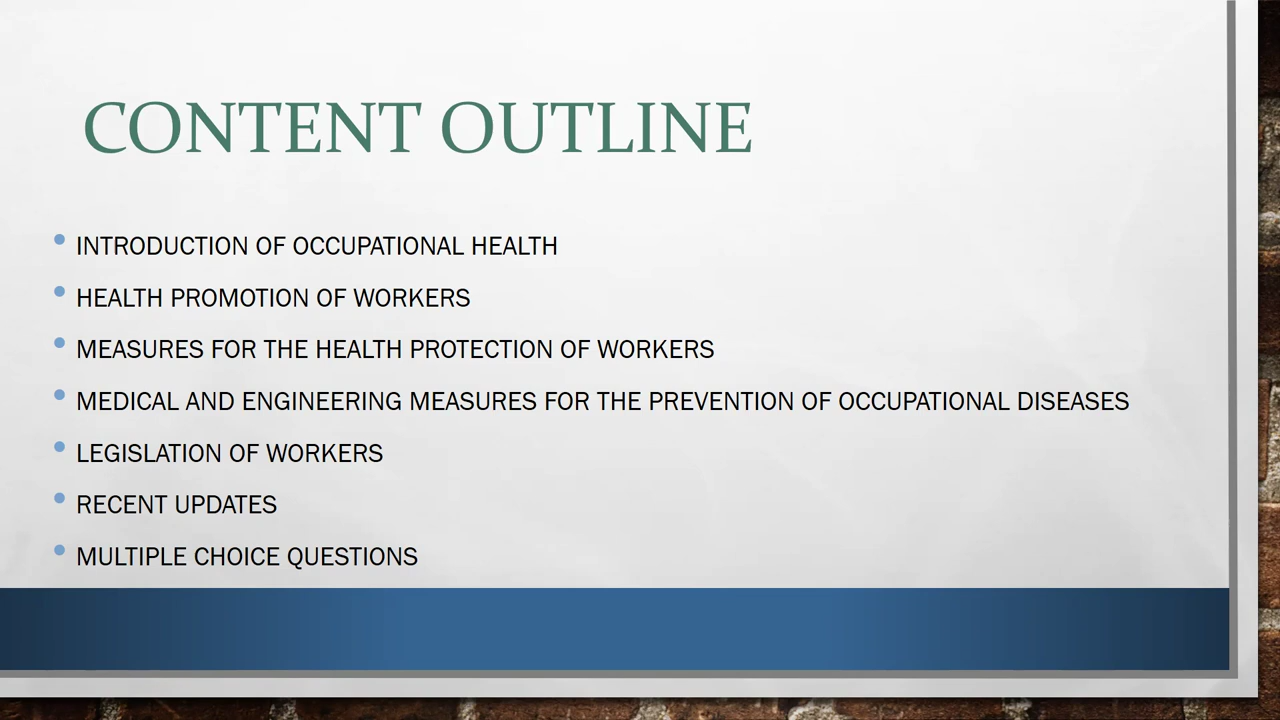 CONTENT OUTLINE
INTRODUCTION OF OCCUPATIONAL HEALTH
HEALTH PROMOTION OF WORKERS
MEASURES FOR THE HEALTH PROTECTION OF WORKERS
MEDICAL AND ENGINEERING MEASURES FOR THE PREVENTION OF OCCUPATIONAL DISEASES
LEGISLATION OF WORKERS
RECENT UPDATES
MULTIPLE CHOICE QUESTIONS